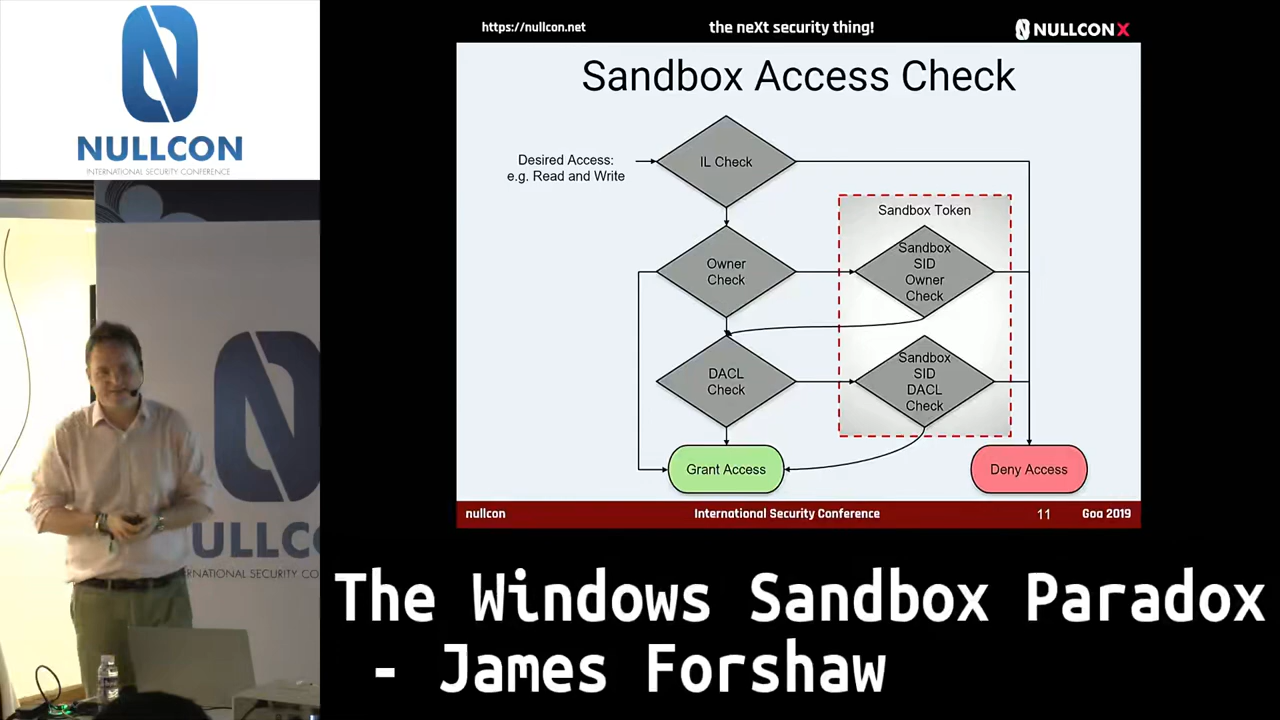 NULLCON
INTERNATIONAL SECURITY CONFERENCE
https://nullcon.net
the neXt security thing!
NULLCON X
Sandbox Access Check
Desired Access:
e.g. Read and Write
IL Check
Sandbox Token
Owner
Check
Sandbox
SID
Owner
Check
DACL
Check
Sandbox
SID
DACL
Check
Grant Access
Deny Access
nullcon
International Security Conference
11
Goa 2019
ULLCO
ERNATIONAL SECURITY CO
The Windows Sandbox Paradox
- James Forshaw